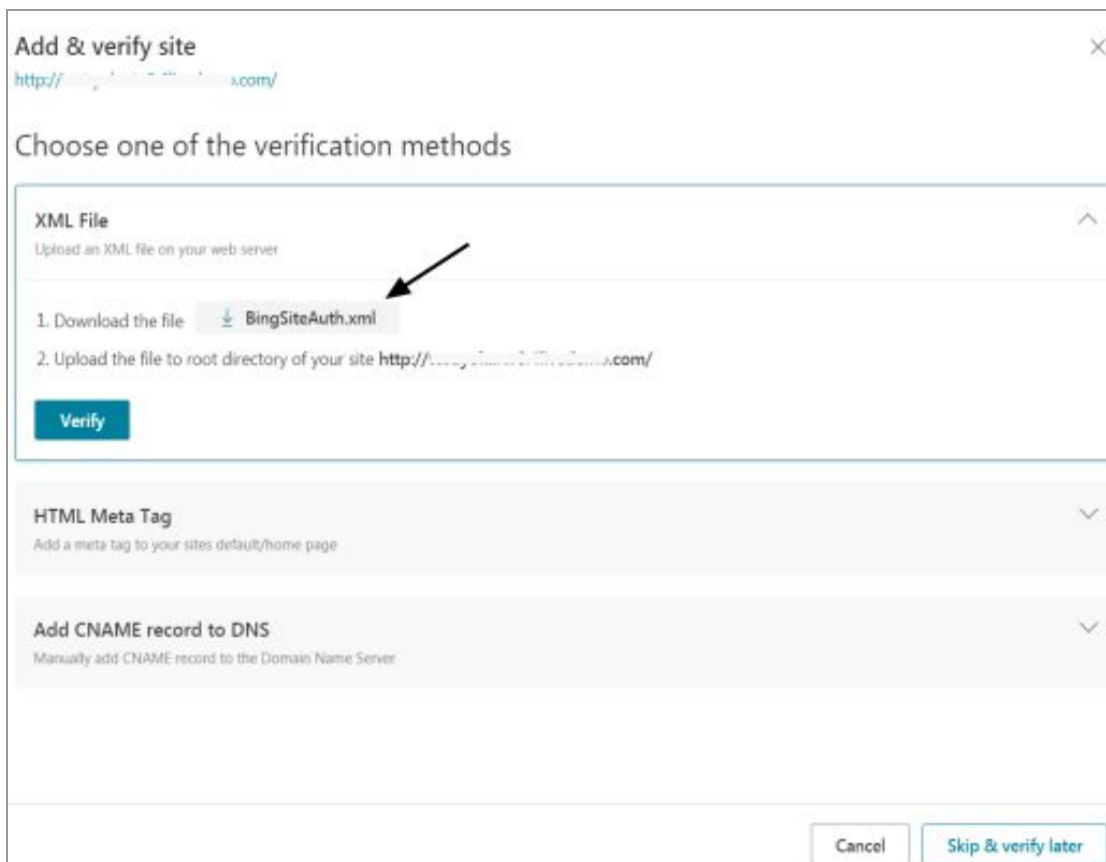 Add & verify site
http:// .com/
Choose one of the verification methods
XML File
Upload an XML file on your web server
1. Download the file BingSiteAuth.xml
2. Upload the file to root directory of your site http:// .com/
Verify
HTML Meta Tag
Add a meta tag to your sites default/home page
Add CNAME record to DNS
Manually add CNAME record to the Domain Name Server
Cancel Skip & verify later